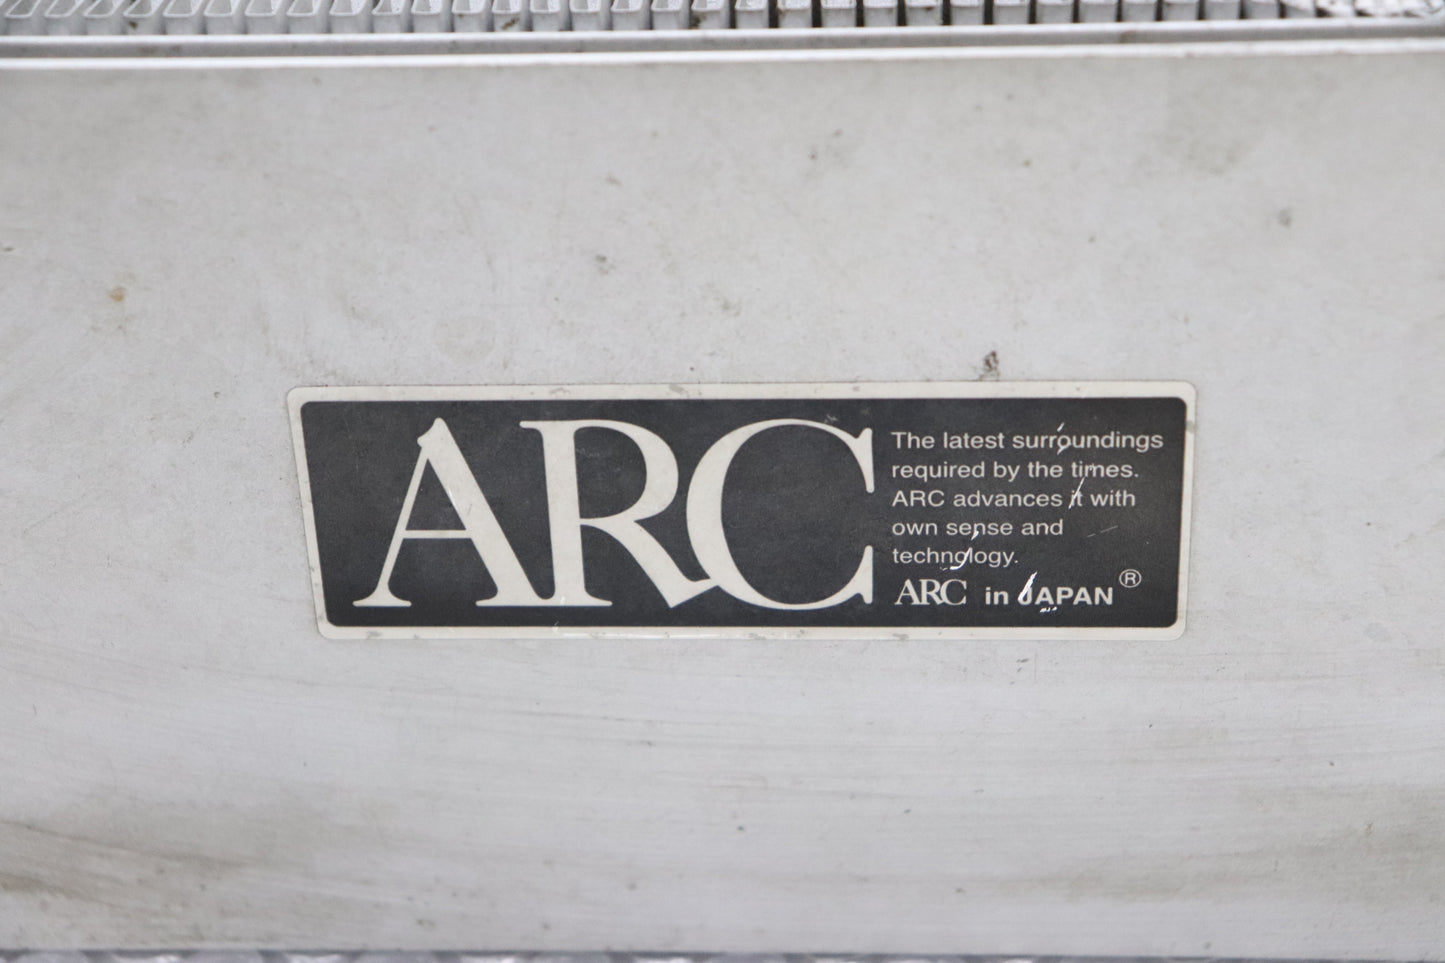 ARC
The latest surroundings
required by the times.
ARC advances it with
own sense and
technology.
ARC in JAPAN ®